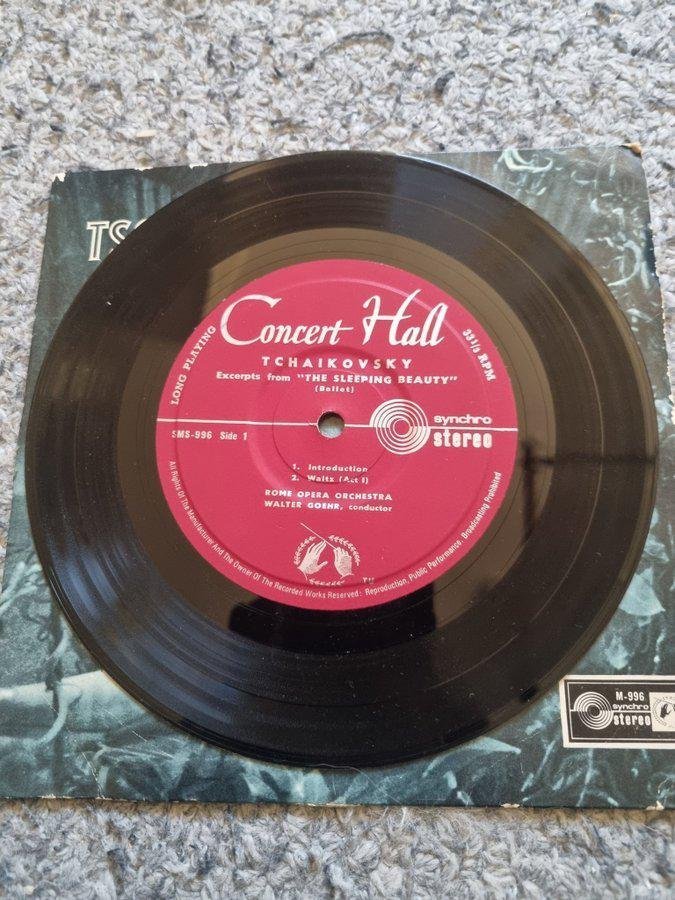 TS
LONG PLAYING
Concert Hall
33 1/3 RPM
TCHAIKOVSKY
Excerpts from "THE SLEEPING BEAUTY"
(Ballet)
SMS-996 Side 1
synchro
stereo
1. Introduction
2. Waltz (Act I)
ROME OPERA ORCHESTRA
WALTER GOEHR, conductor
TM
All Rights Of The Manufacturer And The Owner Of The Recorded Works Reserved: Reproduction, Public Performance, Broadcasting Prohibited
M-996
synchro
stereo